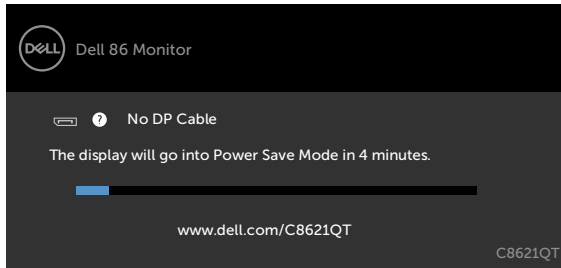 DELL Dell 86 Monitor
? No DP Cable
The display will go into Power Save Mode in 4 minutes.
www.dell.com/C8621QT
C8621QT